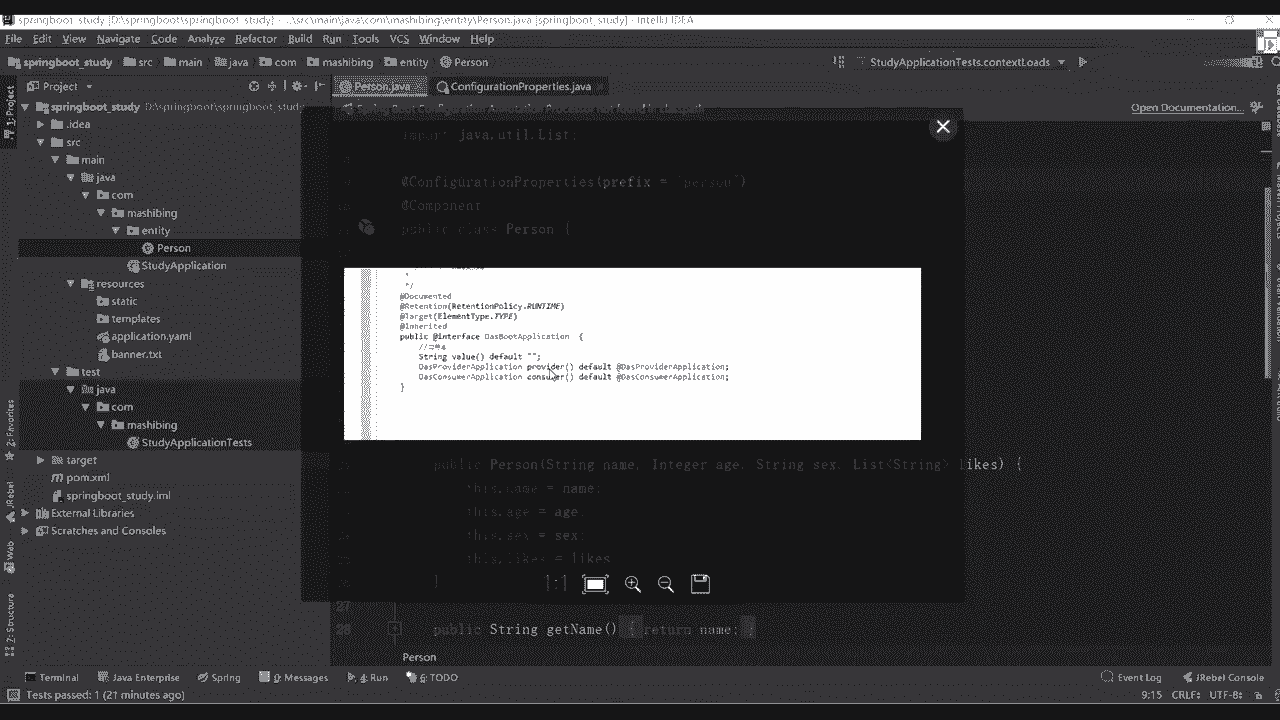 springboot_study [D:\springboot\springboot_study] - ...\src\main\java\com\mashibing\entity\Person.java [springboot_study] - IntelliJ IDEA
File Edit View Navigate Code Analyze Refactor Build Run Tools VCS Window Help
springboot_study src main java com mashibing entity Person StudyApplicationTests.contextLoads
Project Person.java ConfigurationProperties.java
1: Project
springboot_study D:\springboot\springboot_study
Open Documentation...
.idea
src
main
java
com
mashibing
entity
Person
StudyApplication
resources
static
templates
application.yaml
banner.txt
test
java
com
mashibing
StudyApplicationTests
target
pom.xml
springboot_study.iml
External Libraries
Scratches and Consoles
import java.util.List;
@ConfigurationProperties(prefix = "person")
@Component
public class Person {
*
*/
@Documented
@Retention(RetentionPolicy.RUNTIME)
@Target(ElementType.TYPE)
@Inherited
public @interface DasBootApplication {
String value() default "";
DasProviderApplication provider() default @DasProviderApplication;
DasConsumerApplication consumer() default @DasConsumerApplication;
}
public Person(String name, Integer age, String sex, List<String> likes) {
this.name = name;
this.age = age;
this.sex = sex;
this.likes = likes
}
1:1
27
28 public String getName() { return name; }
Person
2: Favorites
JRebel
Web
7: Structure
Terminal Java Enterprise Spring 0: Messages 4: Run 6: TODO Event Log JRebel Console
Tests passed: 1 (21 minutes ago) 9:15 CRLF: UTF-8: